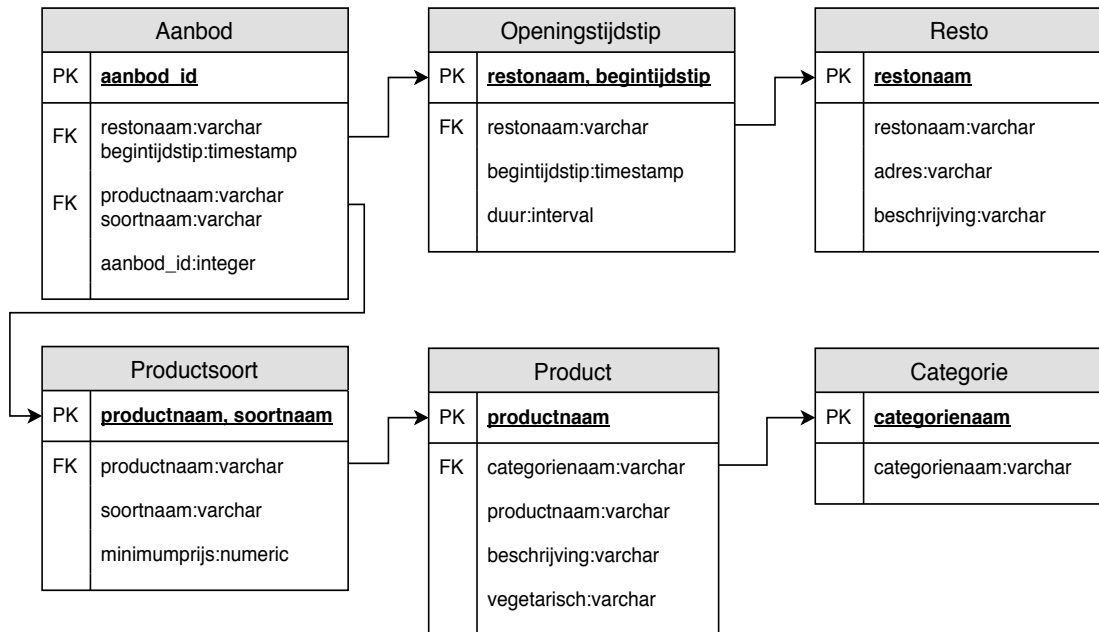 Aanbod
PK aanbod_id
FK restonaam:varchar
begintijdstip:timestamp
FK productnaam:varchar
soortnaam:varchar
aanbod_id:integer
Openingstijdstip
PK restonaam, begintijdstip
FK restonaam:varchar
begintijdstip:timestamp
duur:interval
Resto
PK restonaam
restonaam:varchar
adres:varchar
beschrijving:varchar
Productsoort
PK productnaam, soortnaam
FK productnaam:varchar
soortnaam:varchar
minimumprijs:numeric
Product
PK productnaam
FK categorienaam:varchar
productnaam:varchar
beschrijving:varchar
vegetarisch:varchar
Categorie
PK categorienaam
categorienaam:varchar